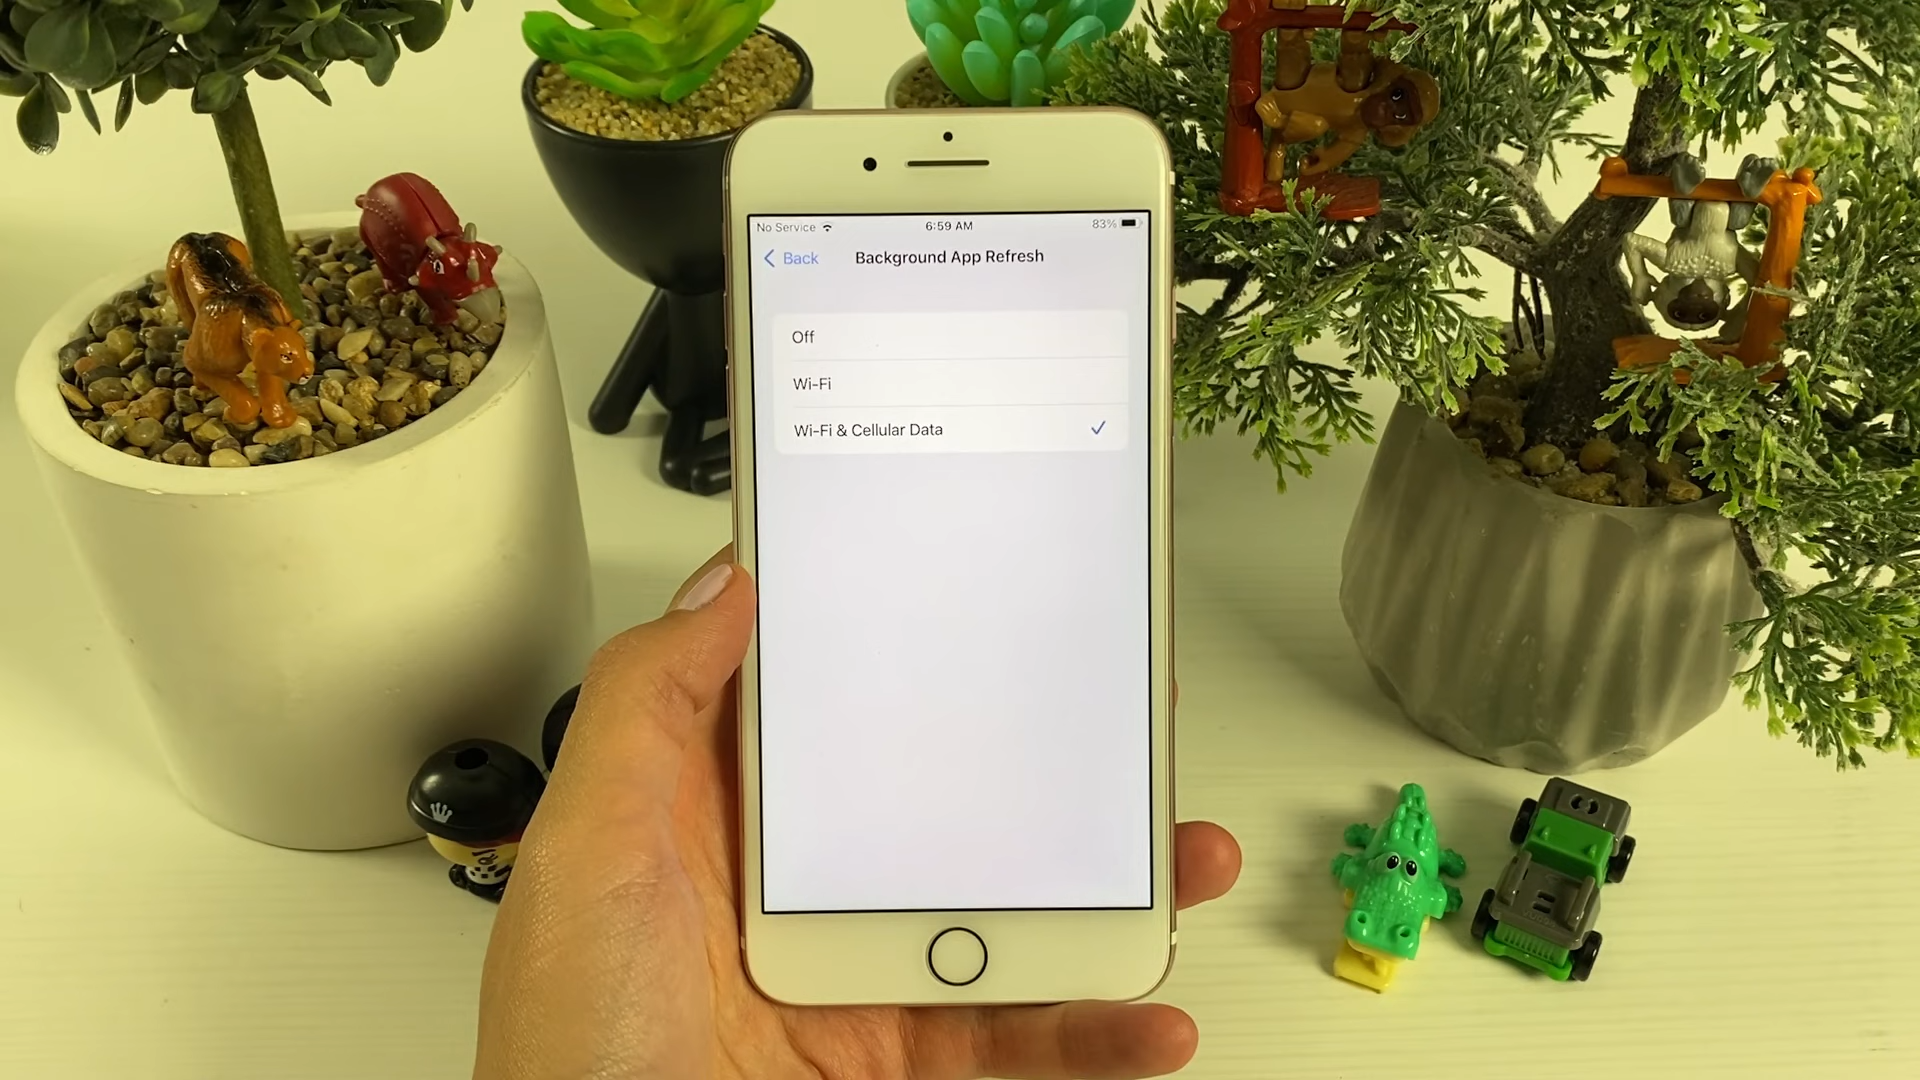 No Service 6:59 AM 83%
Back Background App Refresh
Off
Wi-Fi
Wi-Fi & Cellular Data